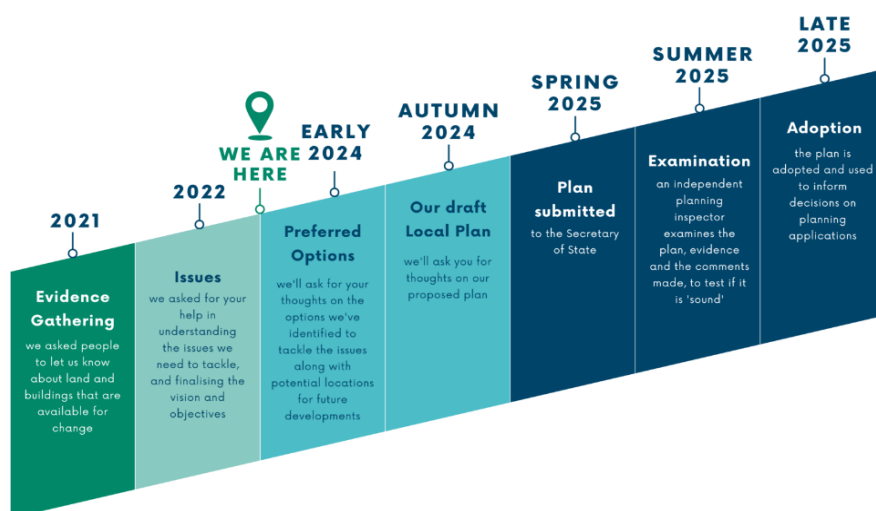 2021
Evidence
Gathering
we asked people
to let us know
about land and
buildings that are
available for
change
2022
Issues
we asked for your
help in
understanding
the issues we
need to tackle,
and finalising the
vision and
objectives
WE ARE
HERE
EARLY
2024
Preferred
Options
we'll ask for your
thoughts on the
options we've
identified to
tackle the issues
along with
potential locations
for future
developments
AUTUMN
2024
Our draft
Local Plan
we'll ask you for
thoughts on our
proposed plan
SPRING
2025
Plan
submitted
to the Secretary
of State
SUMMER
2025
Examination
an independent
planning
inspector
examines the
plan, evidence
and the comments
made, to test if it
is 'sound'
LATE
2025
Adoption
the plan is
adopted and used
to inform
decisions on
planning
applications